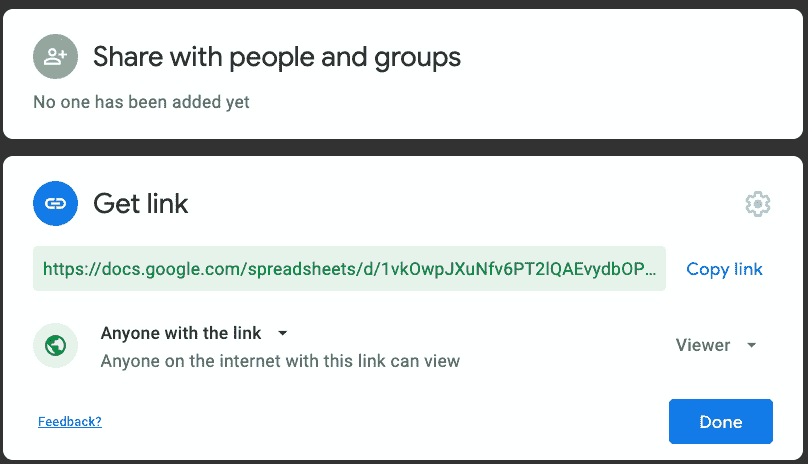 Share with people and groups
No one has been added yet
Get link
https://docs.google.com/spreadsheets/d/1vkOwpJXuNfv6PT2lQAEvydbOP...
Copy link
Anyone with the link
Anyone on the internet with this link can view
Viewer
Feedback?
Done